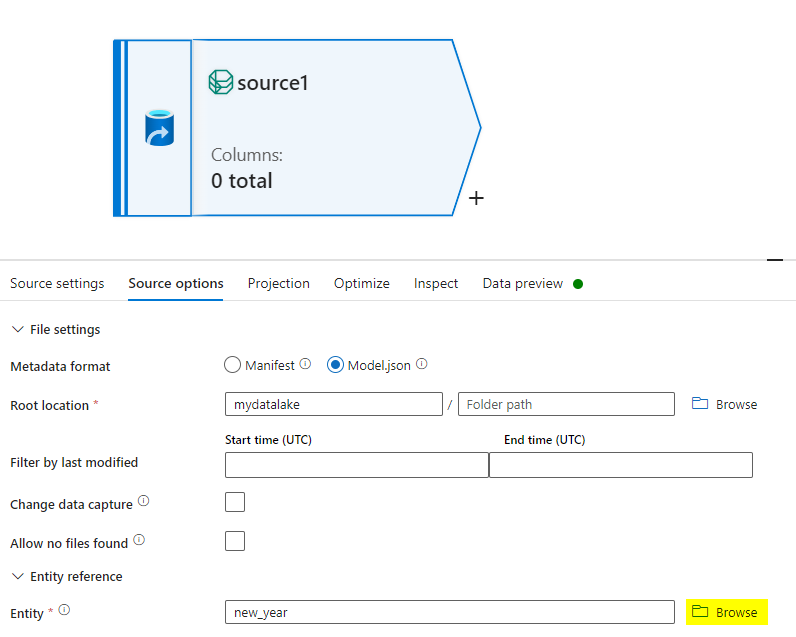 source1
Columns:
0 total
+
Source settings Source options Projection Optimize Inspect Data preview
File settings
Metadata format Manifest Model.json
Root location * mydatalake / Folder path Browse
Start time (UTC) End time (UTC)
Filter by last modified
Change data capture
Allow no files found
Entity reference
Entity * new_year Browse